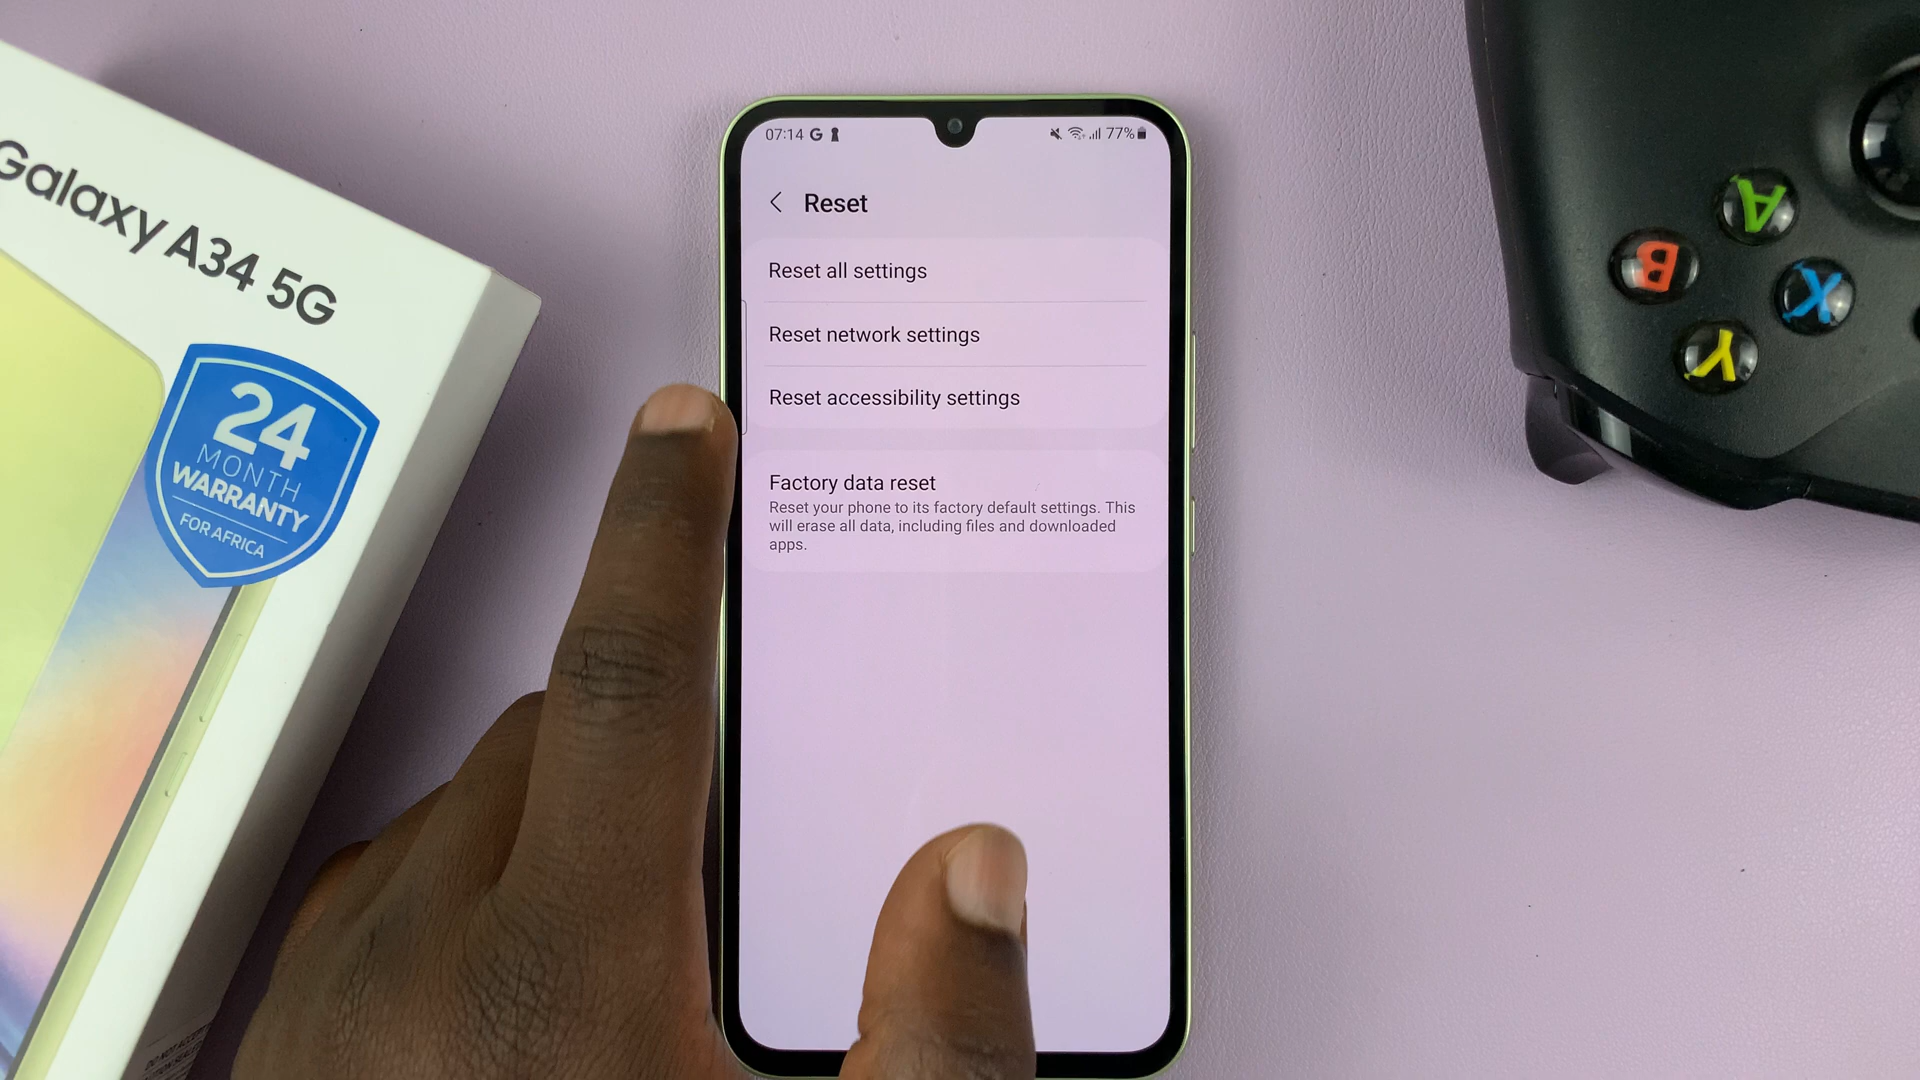 Galaxy A34 5G
24
MONTH
WARRANTY
FOR AFRICA
07:14 G
77%
Reset
Reset all settings
Reset network settings
Reset accessibility settings
Factory data reset
Reset your phone to its factory default settings. This
will erase all data, including files and downloaded
apps.
A
B
X
Y